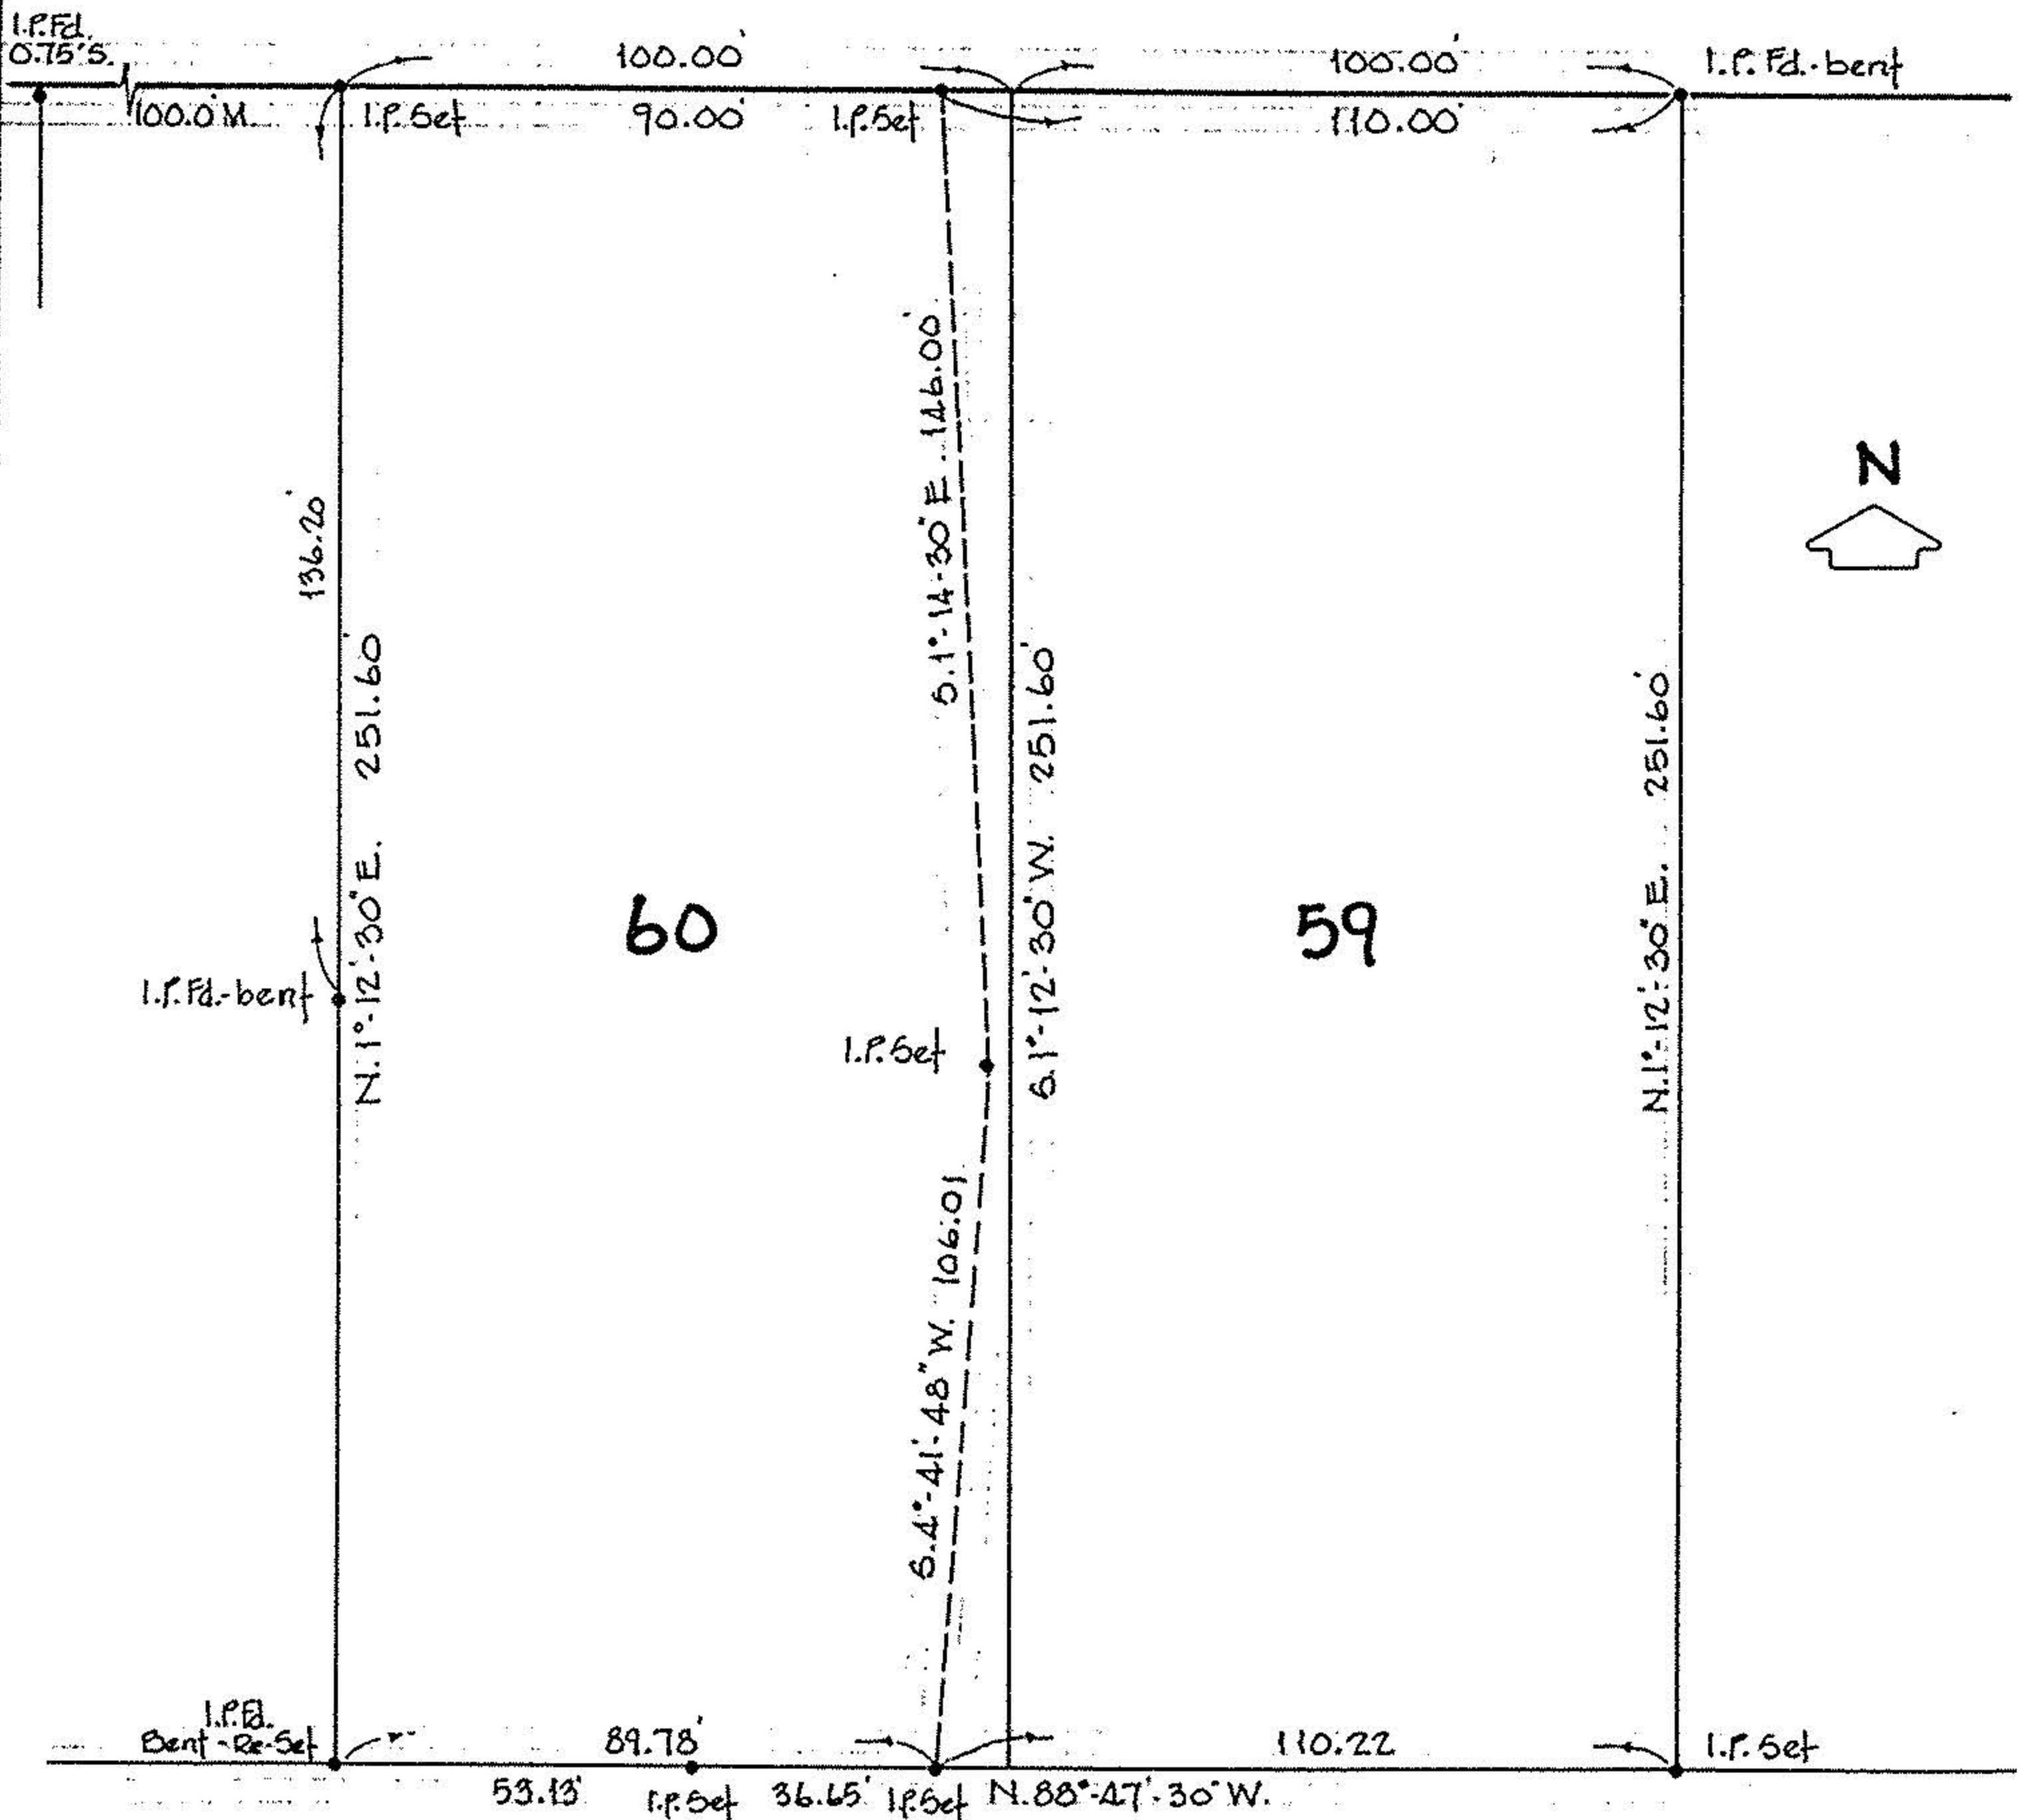 I.P.Fd.
0.75'S.
100.00'
100.00'
I.P. Fd.-bent
100.0'M.
I.P. Set
90.00'
I.P. Set
110.00'
S.1°-14'-30"E. 146.00'
N
136.20'
N.1°-12'-30"E. 251.60'
S.1°-12'-30"W. 251.60'
N.1°-12'-30"E. 251.60'
60
59
I.P. Fd.-bent
I.P. Set
S.4°-41'-48"W. 106.01
I.P.Fd.
Bent-Re-Set
89.78'
110.22
I.P. Set
53.13'
I.P. Set
36.65'
I.P. Set
N.88°-47'-30"W.